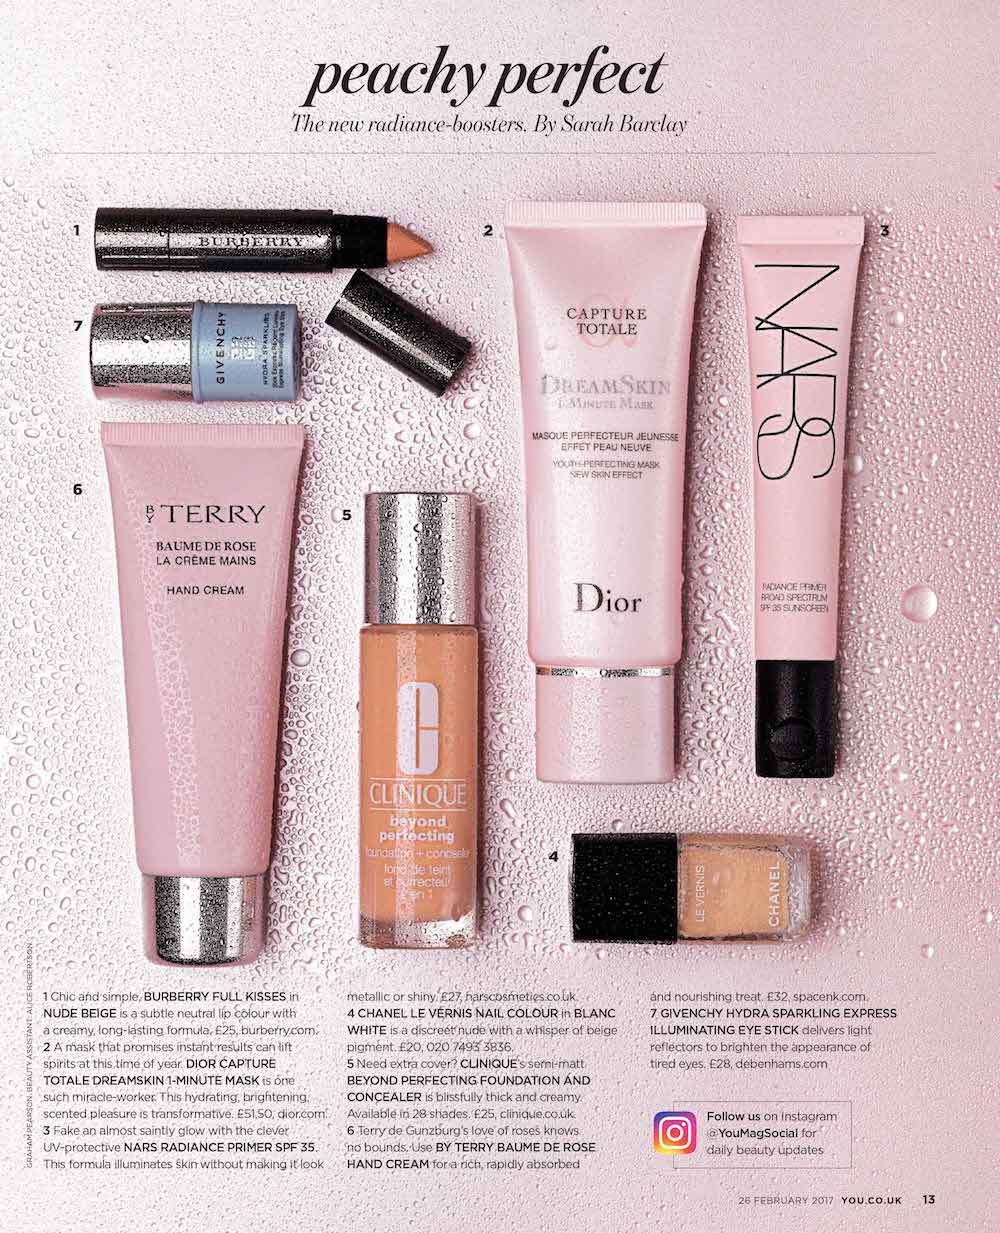 peachy perfect
The new radiance-boosters. By Sarah Barclay
1
BURBERRY
2
CAPTURE
TOTALE
DREAMSKIN
1-MINUTE MASK
MASQUE PERFECTEUR JEUNESSE
EFFET PEAU NEUVE
YOUTH-PERFECTING MASK
NEW SKIN EFFECT
Dior
3
NARS
RADIANCE PRIMER
BROAD SPECTRUM
SPF 35 SUNSCREEN
7
GIVENCHY
HYDRA SPARKLING
6
BY TERRY
BAUME DE ROSE
LA CRÈME MAINS
HAND CREAM
5
CLINIQUE
beyond
perfecting
foundation + concealer
fond de teint
et correcteur
2 en 1
4
LE VERNIS
CHANEL
GRAHAM PEARSON. BEAUTY ASSISTANT: ALICE ROBERTSON
1 Chic and simple, BURBERRY FULL KISSES in
NUDE BEIGE is a subtle neutral lip colour with
a creamy, long-lasting formula. £25, burberry.com.
2 A mask that promises instant results can lift
spirits at this time of year. DIOR CAPTURE
TOTALE DREAMSKIN 1-MINUTE MASK is one
such miracle-worker. This hydrating, brightening,
scented pleasure is transformative. £51.50, dior.com.
3 Fake an almost saintly glow with the clever
UV-protective NARS RADIANCE PRIMER SPF 35.
This formula illuminates skin without making it look
metallic or shiny. £27, narscosmetics.co.uk.
4 CHANEL LE VERNIS NAIL COLOUR in BLANC
WHITE is a discreet nude with a whisper of beige
pigment. £20, 020 7493 3836.
5 Need extra cover? CLINIQUE's semi-matt
BEYOND PERFECTING FOUNDATION AND
CONCEALER is blissfully thick and creamy.
Available in 28 shades. £25, clinique.co.uk.
6 Terry de Gunzburg's love of roses knows
no bounds. Use BY TERRY BAUME DE ROSE
HAND CREAM for a rich, rapidly absorbed
and nourishing treat. £32, spacenk.com.
7 GIVENCHY HYDRA SPARKLING EXPRESS
ILLUMINATING EYE STICK delivers light
reflectors to brighten the appearance of
tired eyes. £28, debenhams.com
Follow us on Instagram
@YouMagSocial for
daily beauty updates
26 FEBRUARY 2017 YOU.CO.UK 13